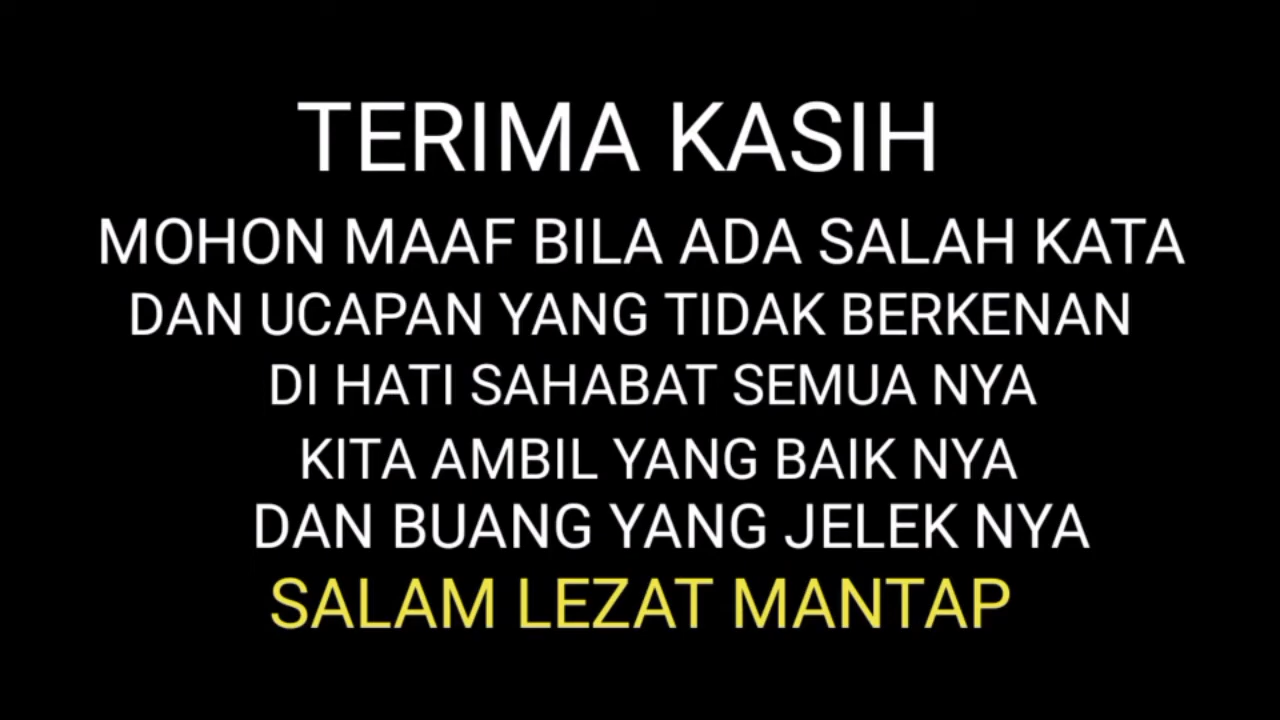 TERIMA KASIH
MOHON MAAF BILA ADA SALAH KATA
DAN UCAPAN YANG TIDAK BERKENAN
DI HATI SAHABAT SEMUA NYA
KITA AMBIL YANG BAIK NYA
DAN BUANG YANG JELEK NYA
SALAM LEZAT MANTAP